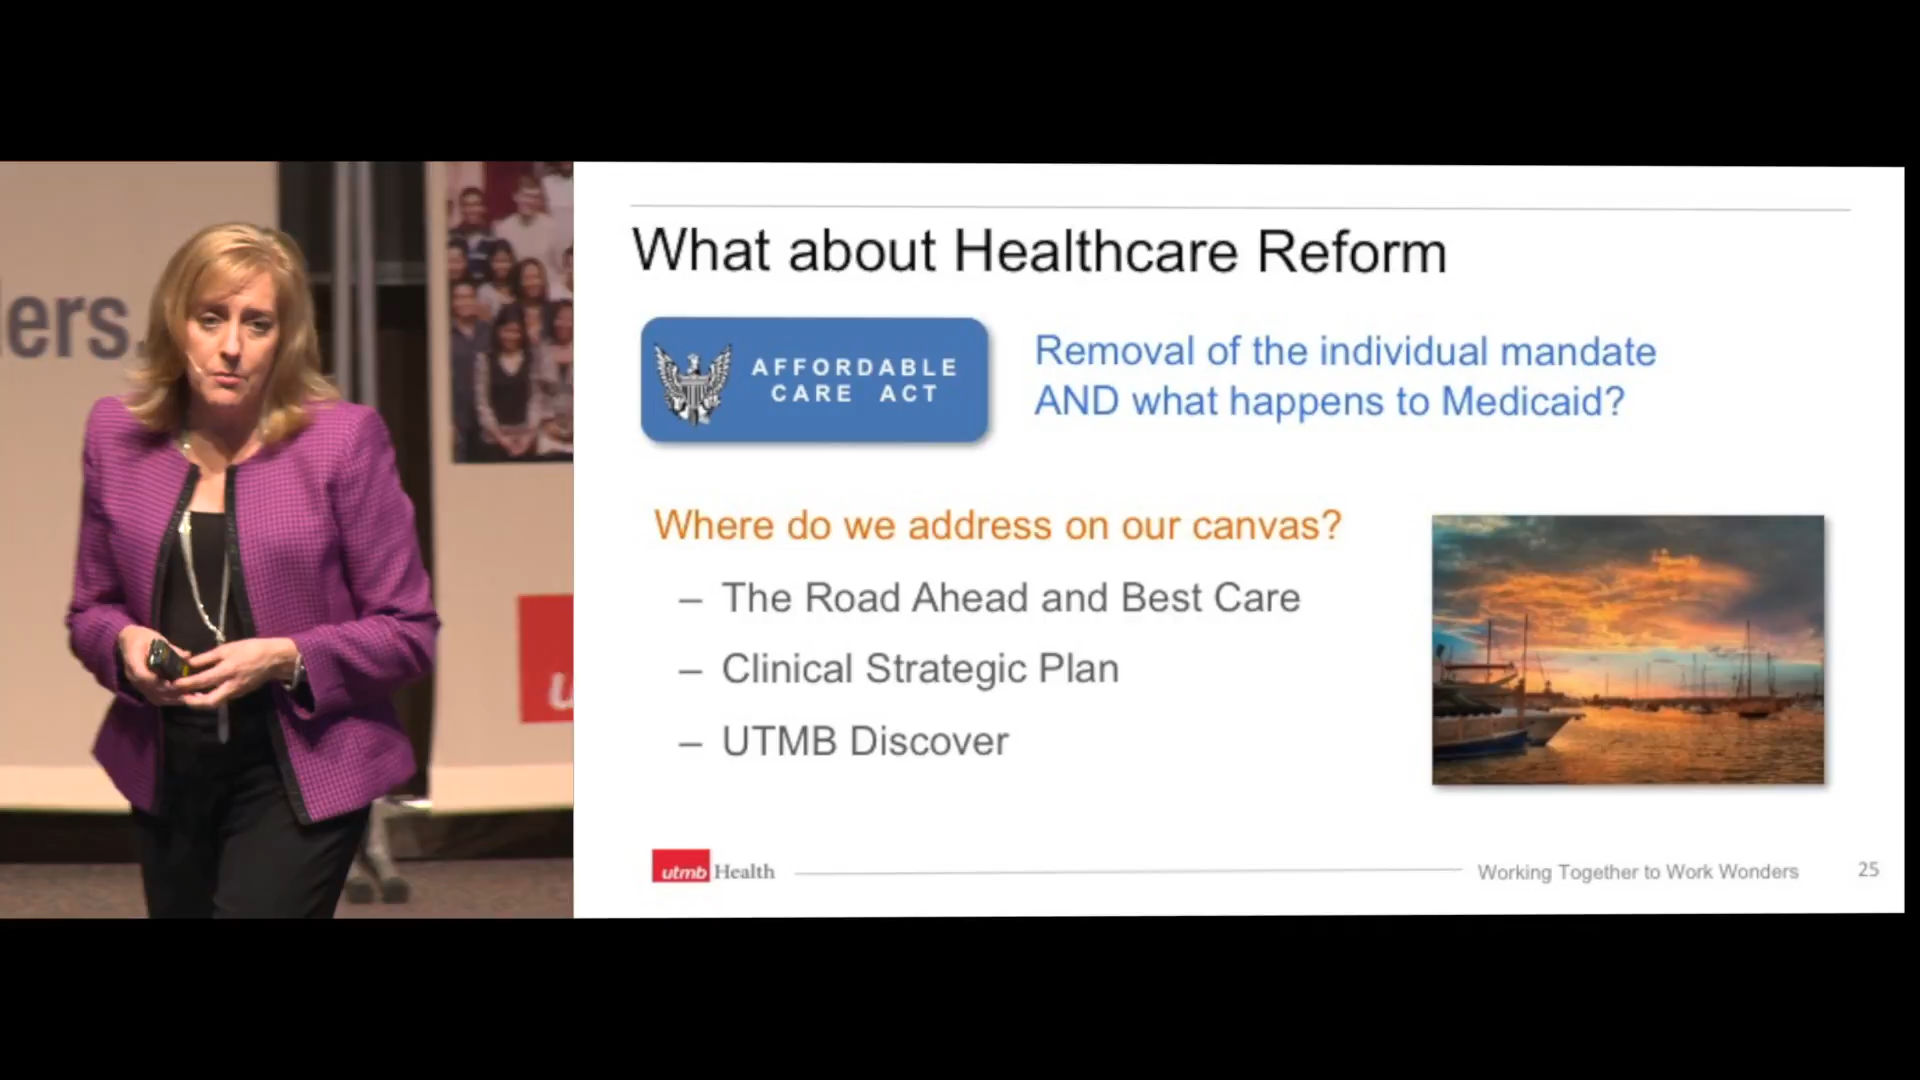 ders.
What about Healthcare Reform
AFFORDABLE
CARE ACT
Removal of the individual mandate
AND what happens to Medicaid?
Where do we address on our canvas?
– The Road Ahead and Best Care
– Clinical Strategic Plan
– UTMB Discover
u
utmb Health
Working Together to Work Wonders
25